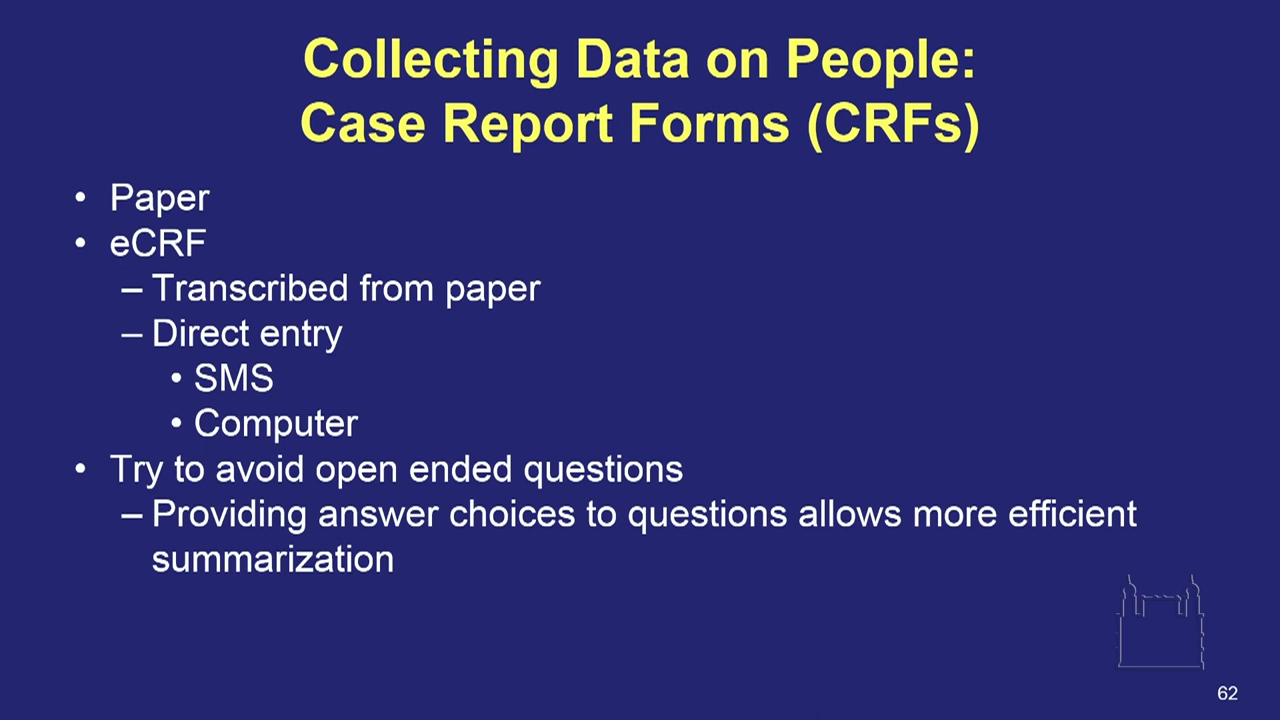 Collecting Data on People:
Case Report Forms (CRFs)
• Paper
• eCRF
– Transcribed from paper
– Direct entry
• SMS
• Computer
• Try to avoid open ended questions
– Providing answer choices to questions allows more efficient
summarization
62